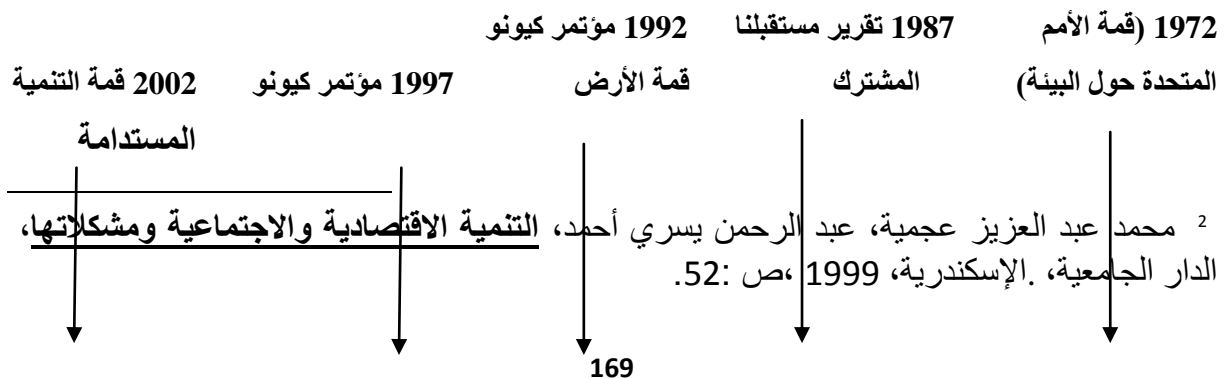 1972 (قمة الأمم 1987 تقرير مستقبلنا 1992 مؤتمر كيونو
المتحدة حول البيئة) المشترك قمة الأرض 1997 مؤتمر كيونو 2002 قمة التنمية
المستدامة
2 محمد عبد العزيز عجمية، عبد الرحمن يسري أحمد، التنمية الاقتصادية والاجتماعية ومشكلاتها،
الدار الجامعية، .الإسكندرية، 1999 ،ص :52.
169